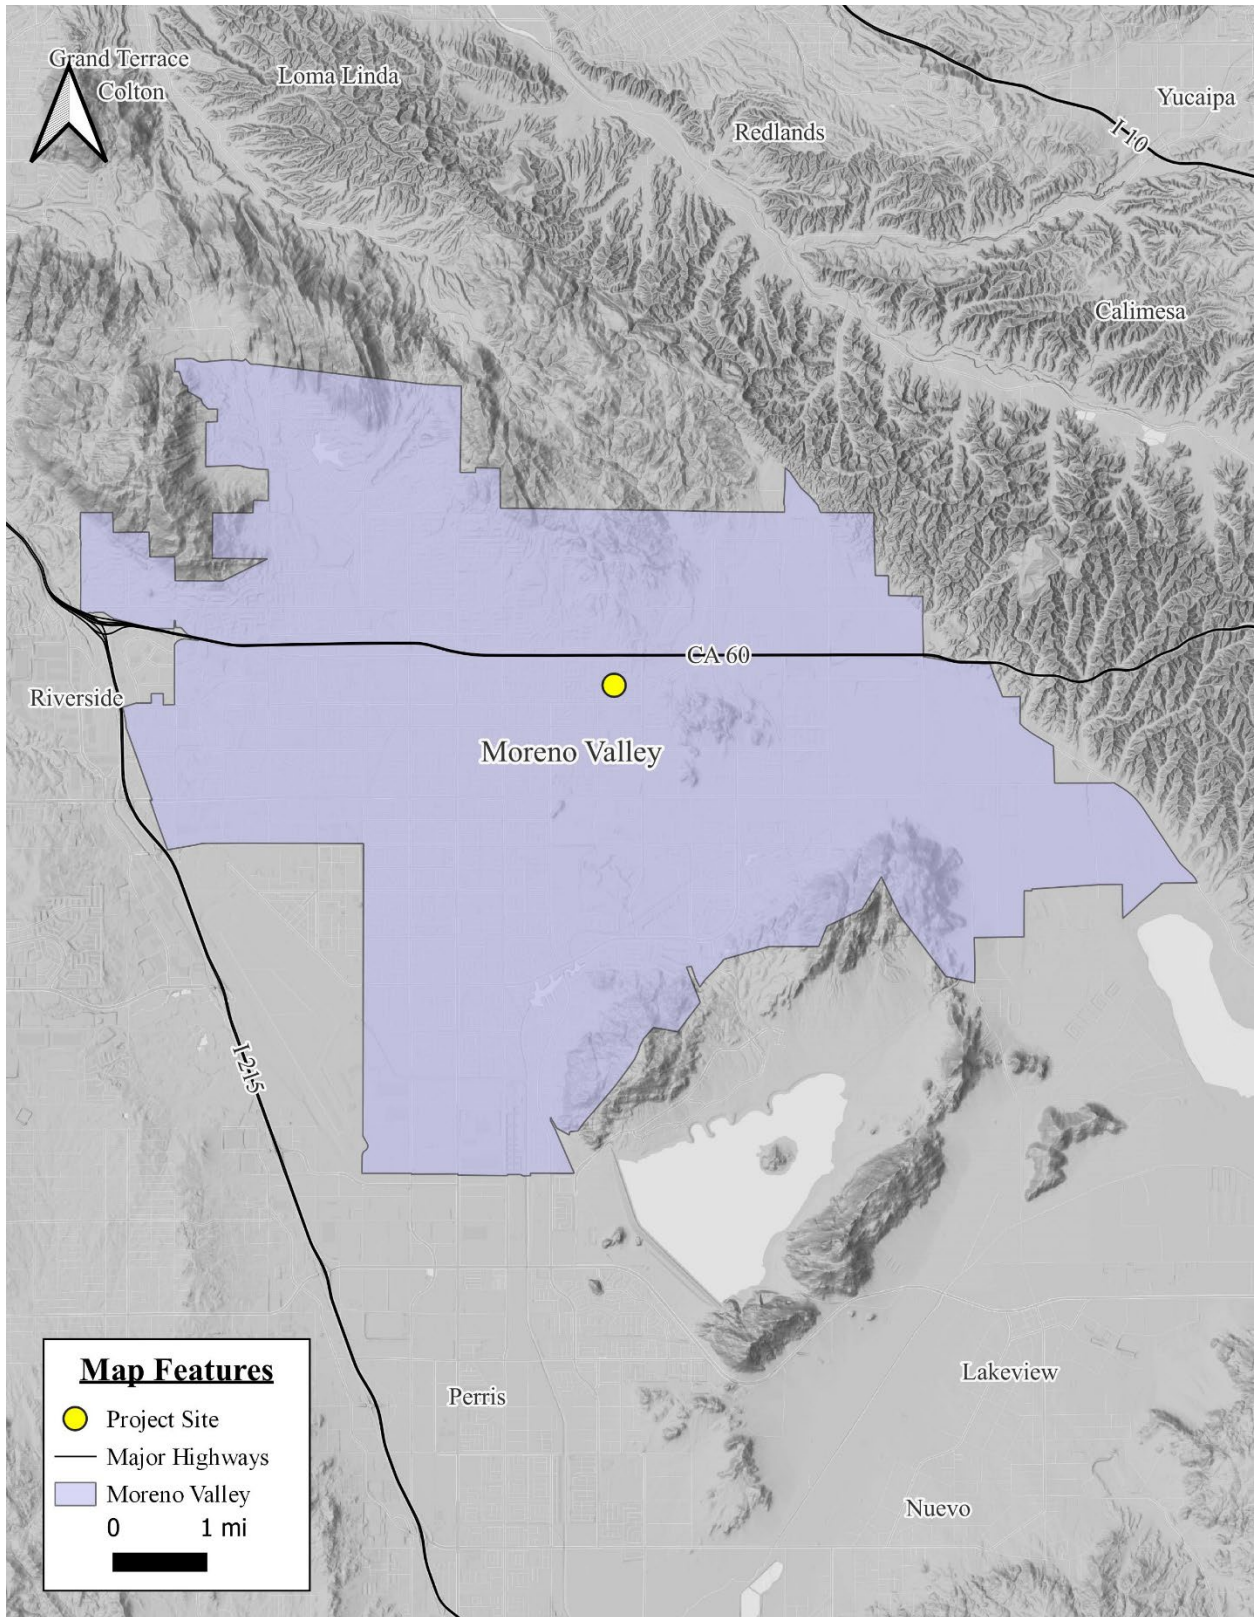 Grand Terrace
Colton
Loma Linda
Yucaipa
Redlands
I-10
Calimesa
CA 60
Riverside
Moreno Valley
I-215
Map Features
Project Site
Major Highways
Moreno Valley
0 1 mi
Perris
Lakeview
Nuevo